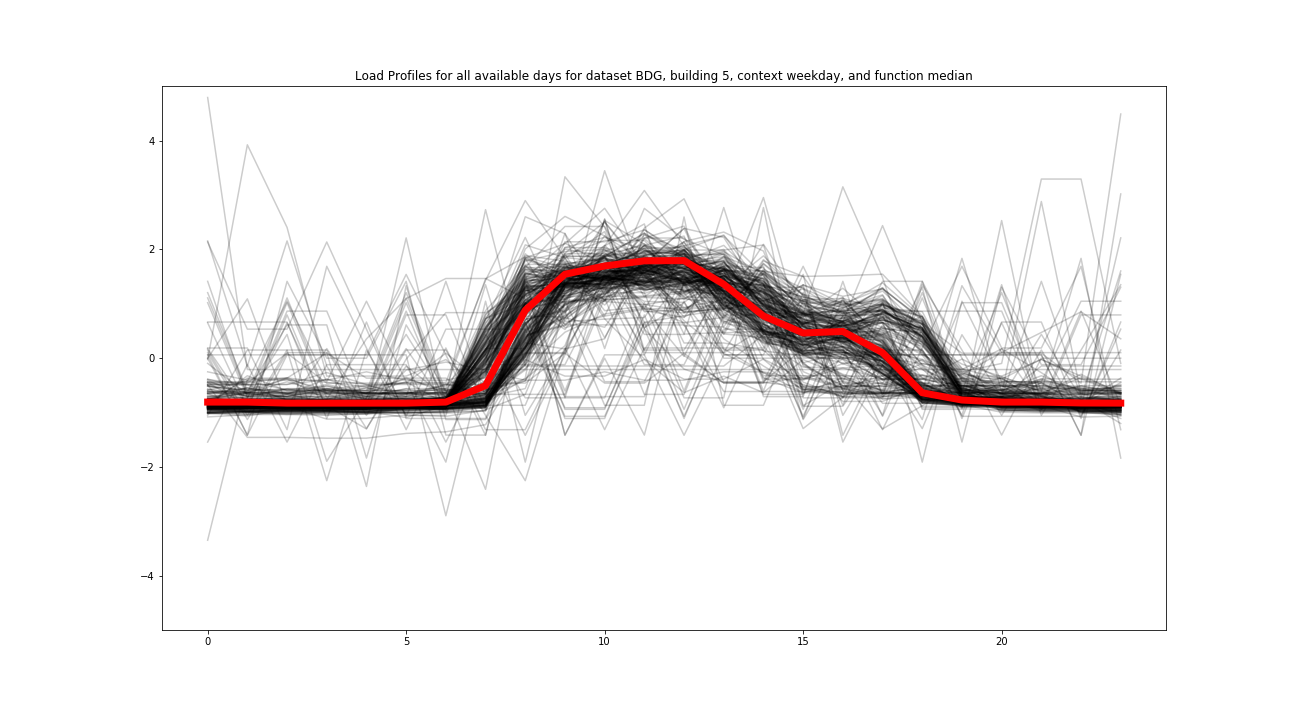 Load Profiles for all available days for dataset BDG, building 5, context weekday, and function median
4
2
0
−2
−4
0 5 10 15 20